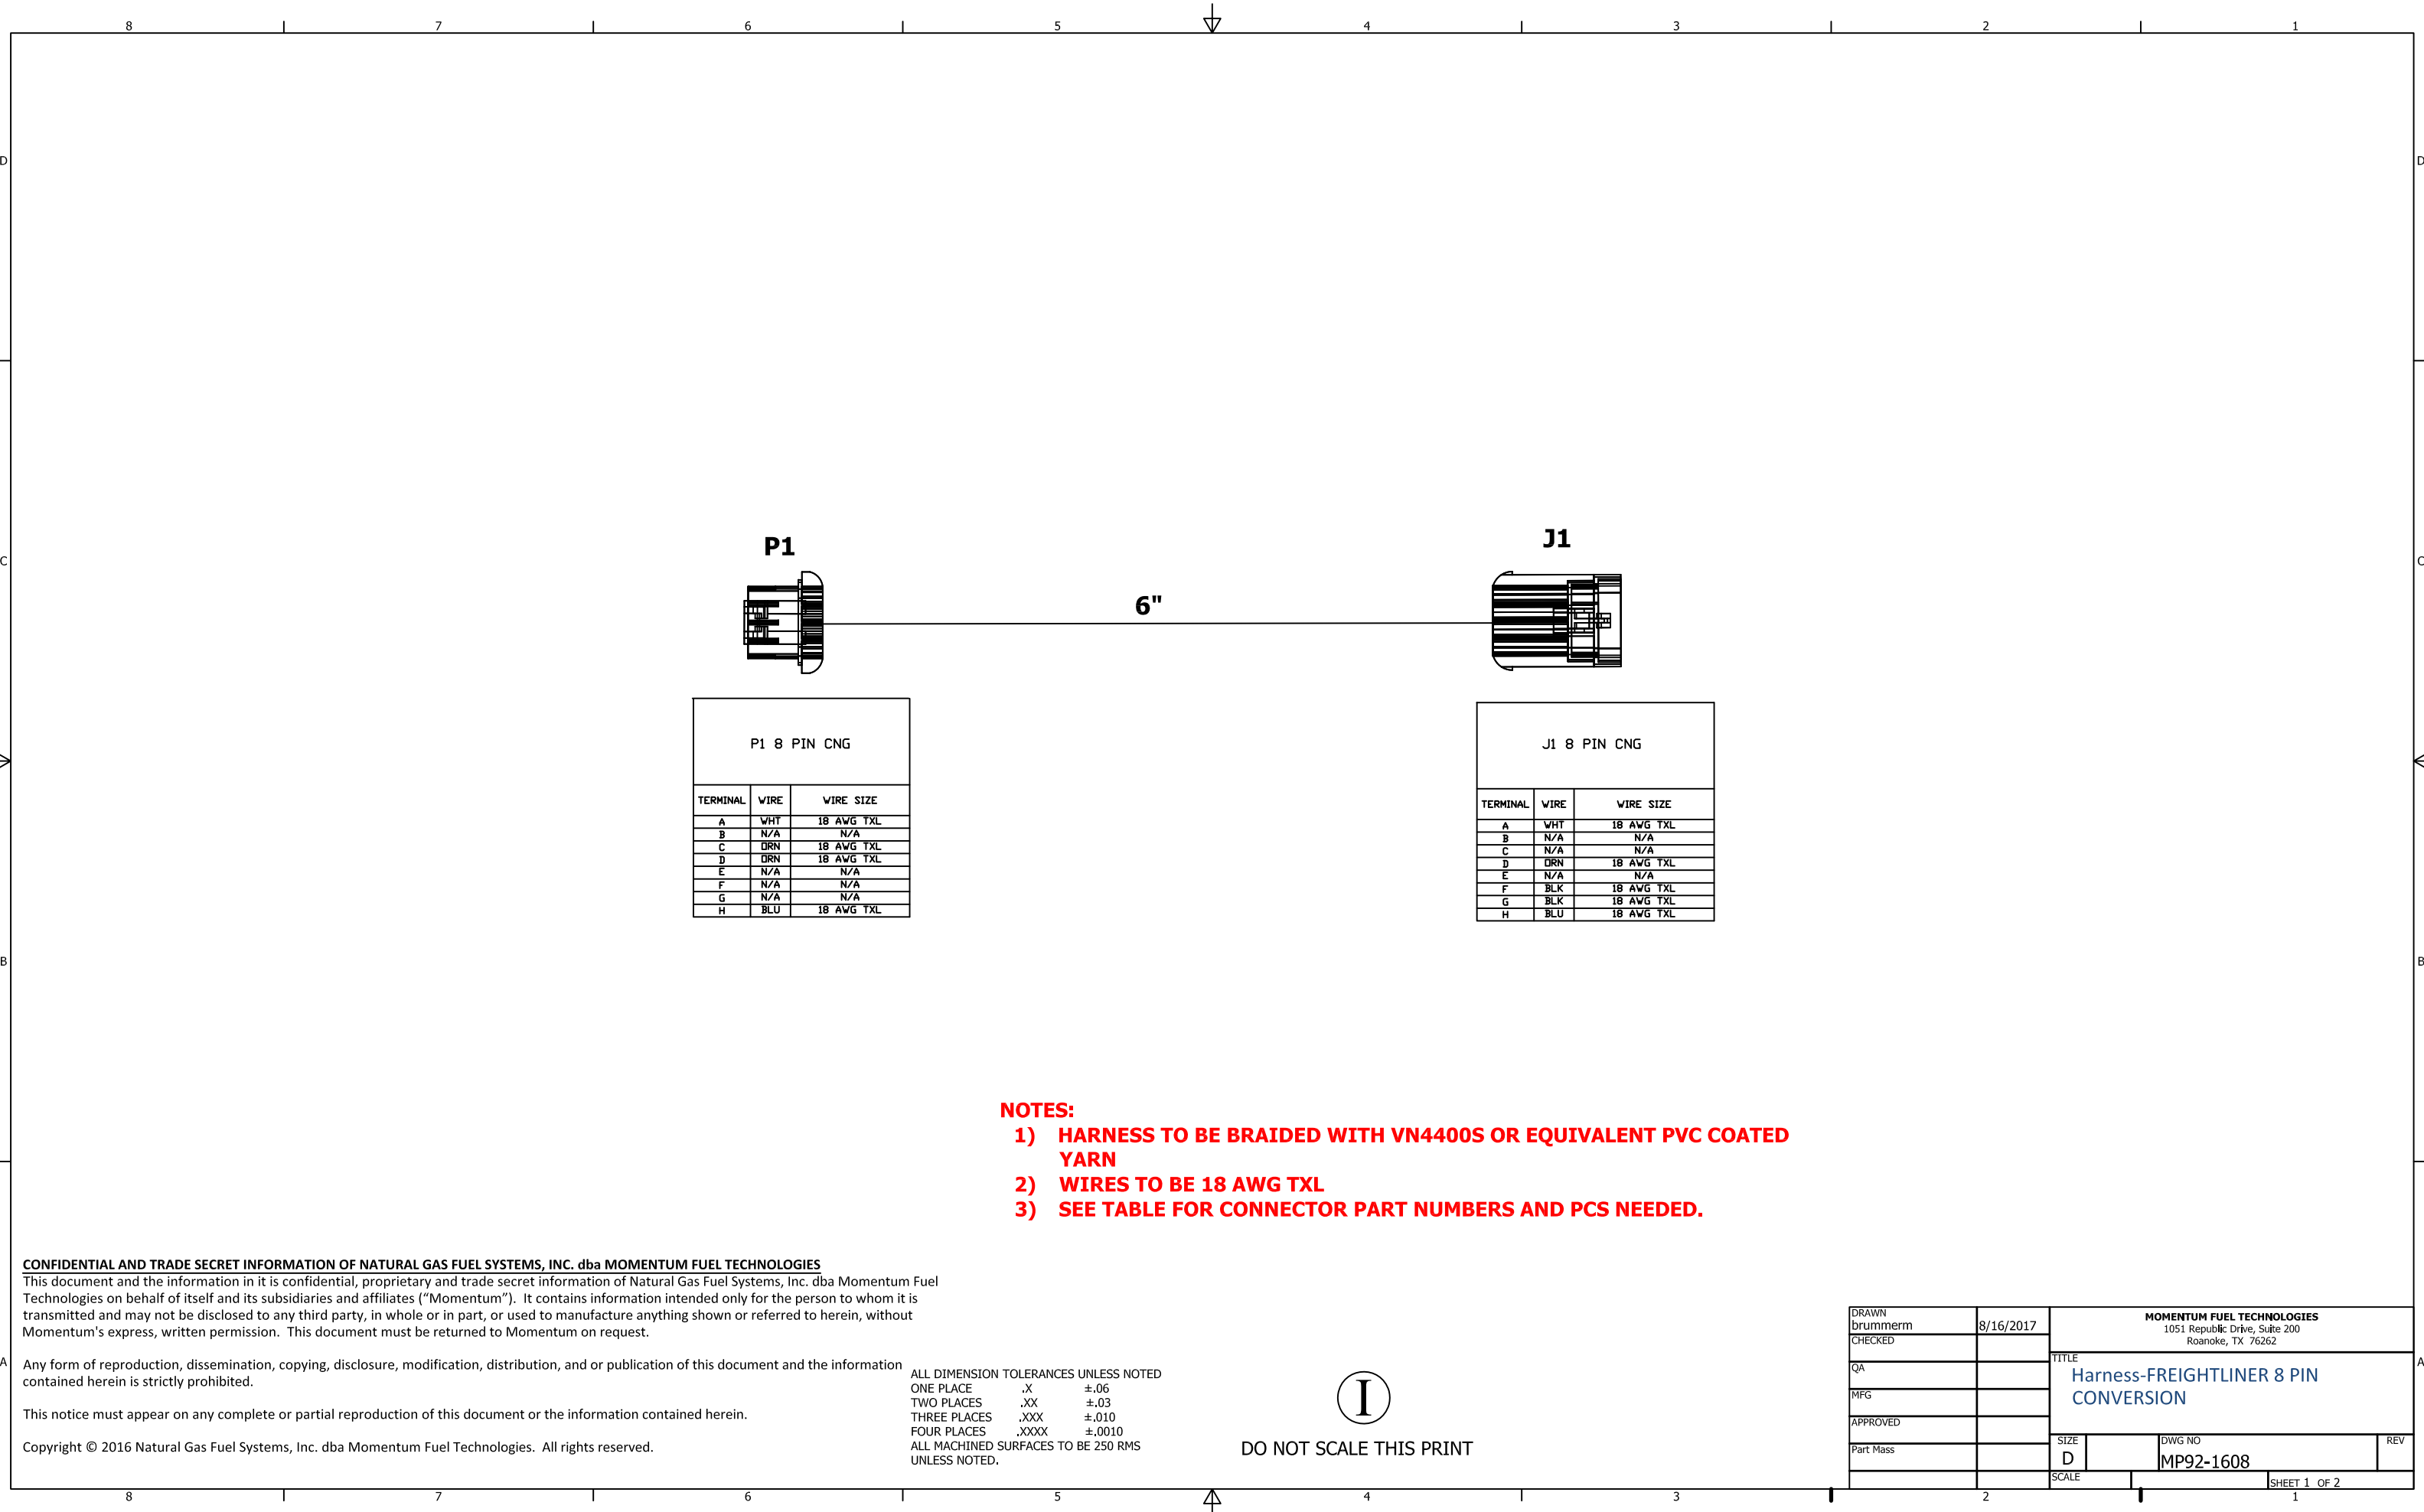 8 7 6 5 4 3 2 1
D D
P1 J1
C C
6"
P1 8 PIN CNG
TERMINAL WIRE WIRE SIZE
A WHT 18 AWG TXL
B N/A N/A
C ORN 18 AWG TXL
D ORN 18 AWG TXL
E N/A N/A
F N/A N/A
G N/A N/A
H BLU 18 AWG TXL
J1 8 PIN CNG
TERMINAL WIRE WIRE SIZE
A WHT 18 AWG TXL
B N/A N/A
C N/A N/A
D ORN 18 AWG TXL
E N/A N/A
F BLK 18 AWG TXL
G BLK 18 AWG TXL
H BLU 18 AWG TXL
B B
NOTES:
1) HARNESS TO BE BRAIDED WITH VN4400S OR EQUIVALENT PVC COATED
YARN
2) WIRES TO BE 18 AWG TXL
3) SEE TABLE FOR CONNECTOR PART NUMBERS AND PCS NEEDED.
CONFIDENTIAL AND TRADE SECRET INFORMATION OF NATURAL GAS FUEL SYSTEMS, INC. dba MOMENTUM FUEL TECHNOLOGIES
This document and the information in it is confidential, proprietary and trade secret information of Natural Gas Fuel Systems, Inc. dba Momentum Fuel
Technologies on behalf of itself and its subsidiaries and affiliates (“Momentum”). It contains information intended only for the person to whom it is
transmitted and may not be disclosed to any third party, in whole or in part, or used to manufacture anything shown or referred to herein, without
Momentum's express, written permission. This document must be returned to Momentum on request.
A A
Any form of reproduction, dissemination, copying, disclosure, modification, distribution, and or publication of this document and the information
contained herein is strictly prohibited.
This notice must appear on any complete or partial reproduction of this document or the information contained herein.
Copyright © 2016 Natural Gas Fuel Systems, Inc. dba Momentum Fuel Technologies. All rights reserved.
ALL DIMENSION TOLERANCES UNLESS NOTED
ONE PLACE .X ±.06
TWO PLACES .XX ±.03
THREE PLACES .XXX ±.010
FOUR PLACES .XXXX ±.0010
ALL MACHINED SURFACES TO BE 250 RMS
UNLESS NOTED.
I
DO NOT SCALE THIS PRINT
DRAWN
brummerm 8/16/2017
CHECKED
QA
MFG
APPROVED
Part Mass
MOMENTUM FUEL TECHNOLOGIES
1051 Republic Drive, Suite 200
Roanoke, TX 76262
TITLE
Harness-FREIGHTLINER 8 PIN
CONVERSION
SIZE DWG NO REV
D MP92-1608
SCALE SHEET 1 OF 2
8 7 6 5 4 3 2 1